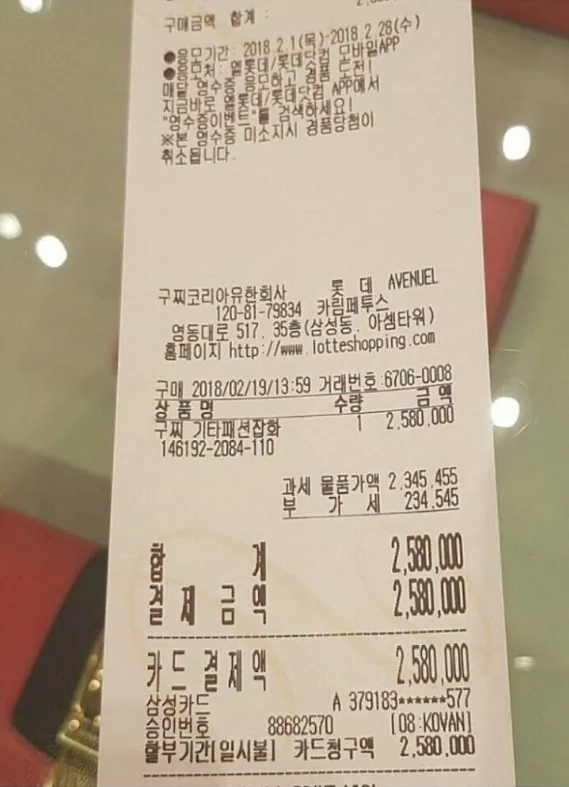 구매금액 합계 :
●응모기간: 2018.2.1(목)-2018.2.28(수)
●응모처: 엘롯데/롯데닷컴 모바일APP
매달 영수증 응모하고 경품 도전!
지금바로 엘롯데/롯데닷컴 APP에서
"영수증이벤트"를 검색하세요!
※본 영수증 미소지시 경품당첨이
취소됩니다.
구찌코리아유한회사 롯 데 AVENUEL
120-81-79834 카림페투스
영동대로 517, 35층(삼성동, 아셈타워)
홈페이지 http://www.lotteshopping.com
구매 2018/02/19/13:59 거래번호:6706-0008
상 품 명 수량 금 액
구찌 기타패션잡화 1 2,580,000
146192-2084-110
과세 물품가액 2,345,455
부 가 세 234,545
합 계 2,580,000
결 제 금 액 2,580,000
카 드 결 제 액 2,580,000
삼성카드 A 379183******577
승인번호 88682570 [08:KOVAN]
할부기간[일시불] 카드청구액 2,580,000